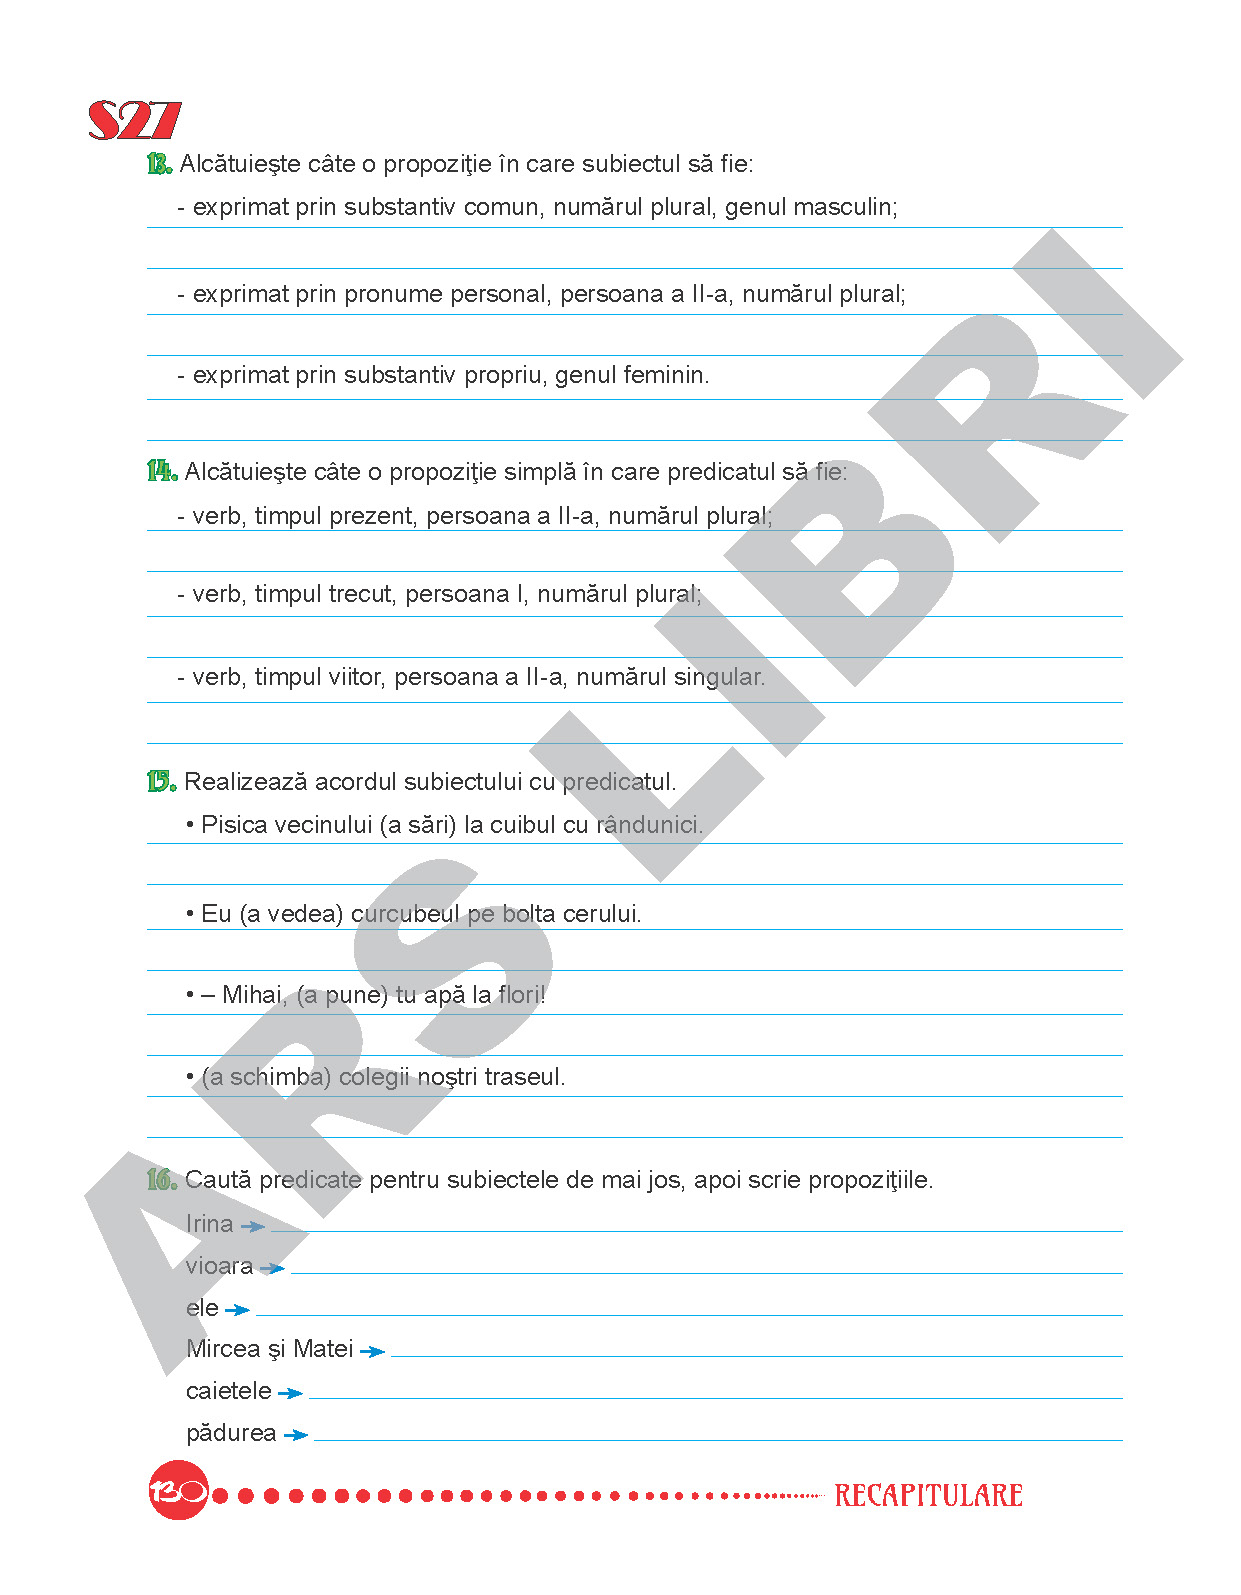 S27
13. Alcătuieşte câte o propoziţie în care subiectul să fie:
- exprimat prin substantiv comun, numărul plural, genul masculin;
- exprimat prin pronume personal, persoana a II-a, numărul plural;
- exprimat prin substantiv propriu, genul feminin.
14. Alcătuieşte câte o propoziţie simplă în care predicatul să fie:
- verb, timpul prezent, persoana a II-a, numărul plural;
- verb, timpul trecut, persoana I, numărul plural;
- verb, timpul viitor, persoana a II-a, numărul singular.
15. Realizează acordul subiectului cu predicatul.
• Pisica vecinului (a sări) la cuibul cu rândunici.
• Eu (a vedea) curcubeul pe bolta cerului.
• – Mihai, (a pune) tu apă la flori!
• (a schimba) colegii noştri traseul.
16. Caută predicate pentru subiectele de mai jos, apoi scrie propoziţiile.
Irina
vioara
ele
Mircea şi Matei
caietele
pădurea
130
RECAPITULARE
ARS LIBRI